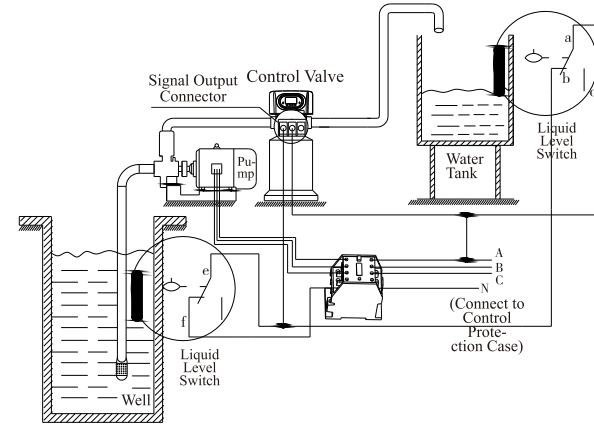 Signal Output
Connector
Control Valve
a
b
Liquid
Level
Switch
Water
Tank
Pu-
mp
A
B
C
N
(Connect to
Control
Prote-
ction Case)
e
f
Liquid
Level
Switch
Well